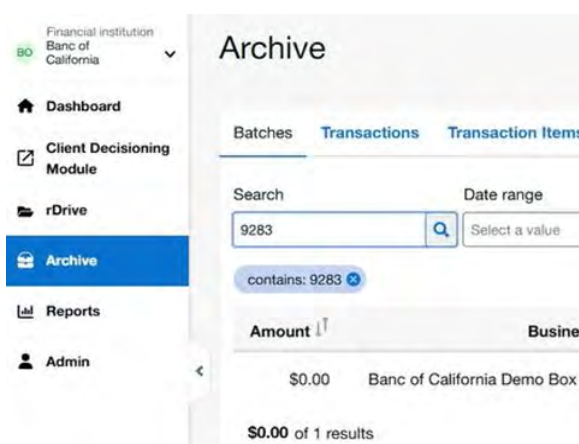 Financial institution
BO
Banc of
California
Archive
Dashboard
Client Decisioning
Module
rDrive
Archive
Reports
Admin
Batches Transactions Transaction Items
Search Date range
9283 Select a value
contains: 9283
Amount Busine
$0.00 Banc of California Demo Box
$0.00 of 1 results